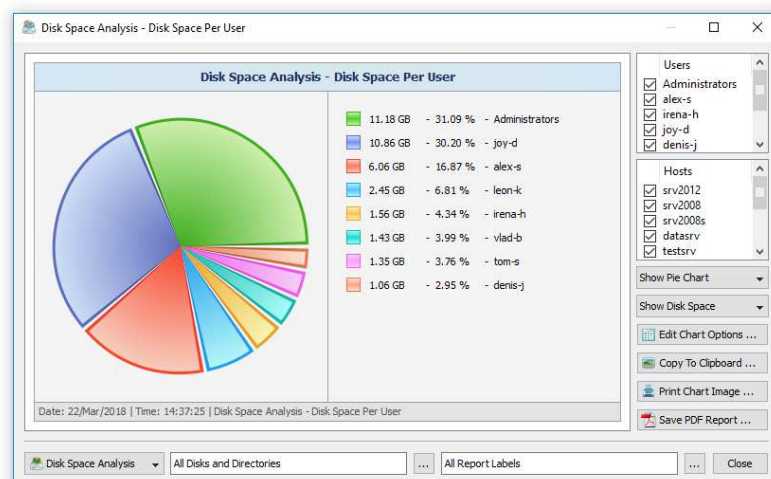 Disk Space Analysis - Disk Space Per User
Disk Space Analysis - Disk Space Per User
11.18 GB - 31.09 % - Administrators
10.86 GB - 30.20 % - joy-d
6.06 GB - 16.87 % - alex-s
2.45 GB - 6.81 % - leon-k
1.56 GB - 4.34 % - irena-h
1.43 GB - 3.99 % - vlad-b
1.35 GB - 3.76 % - tom-s
1.06 GB - 2.95 % - denis-j
Date: 22/Mar/2018 | Time: 14:37:25 | Disk Space Analysis - Disk Space Per User
Users
Administrators
alex-s
irena-h
joy-d
denis-j
Hosts
srv2012
srv2008
srv2008s
datasrv
testsrv
Show Pie Chart
Show Disk Space
Edit Chart Options ...
Copy To Clipboard ...
Print Chart Image ...
Save PDF Report ...
Disk Space Analysis All Disks and Directories ... All Report Labels ... Close